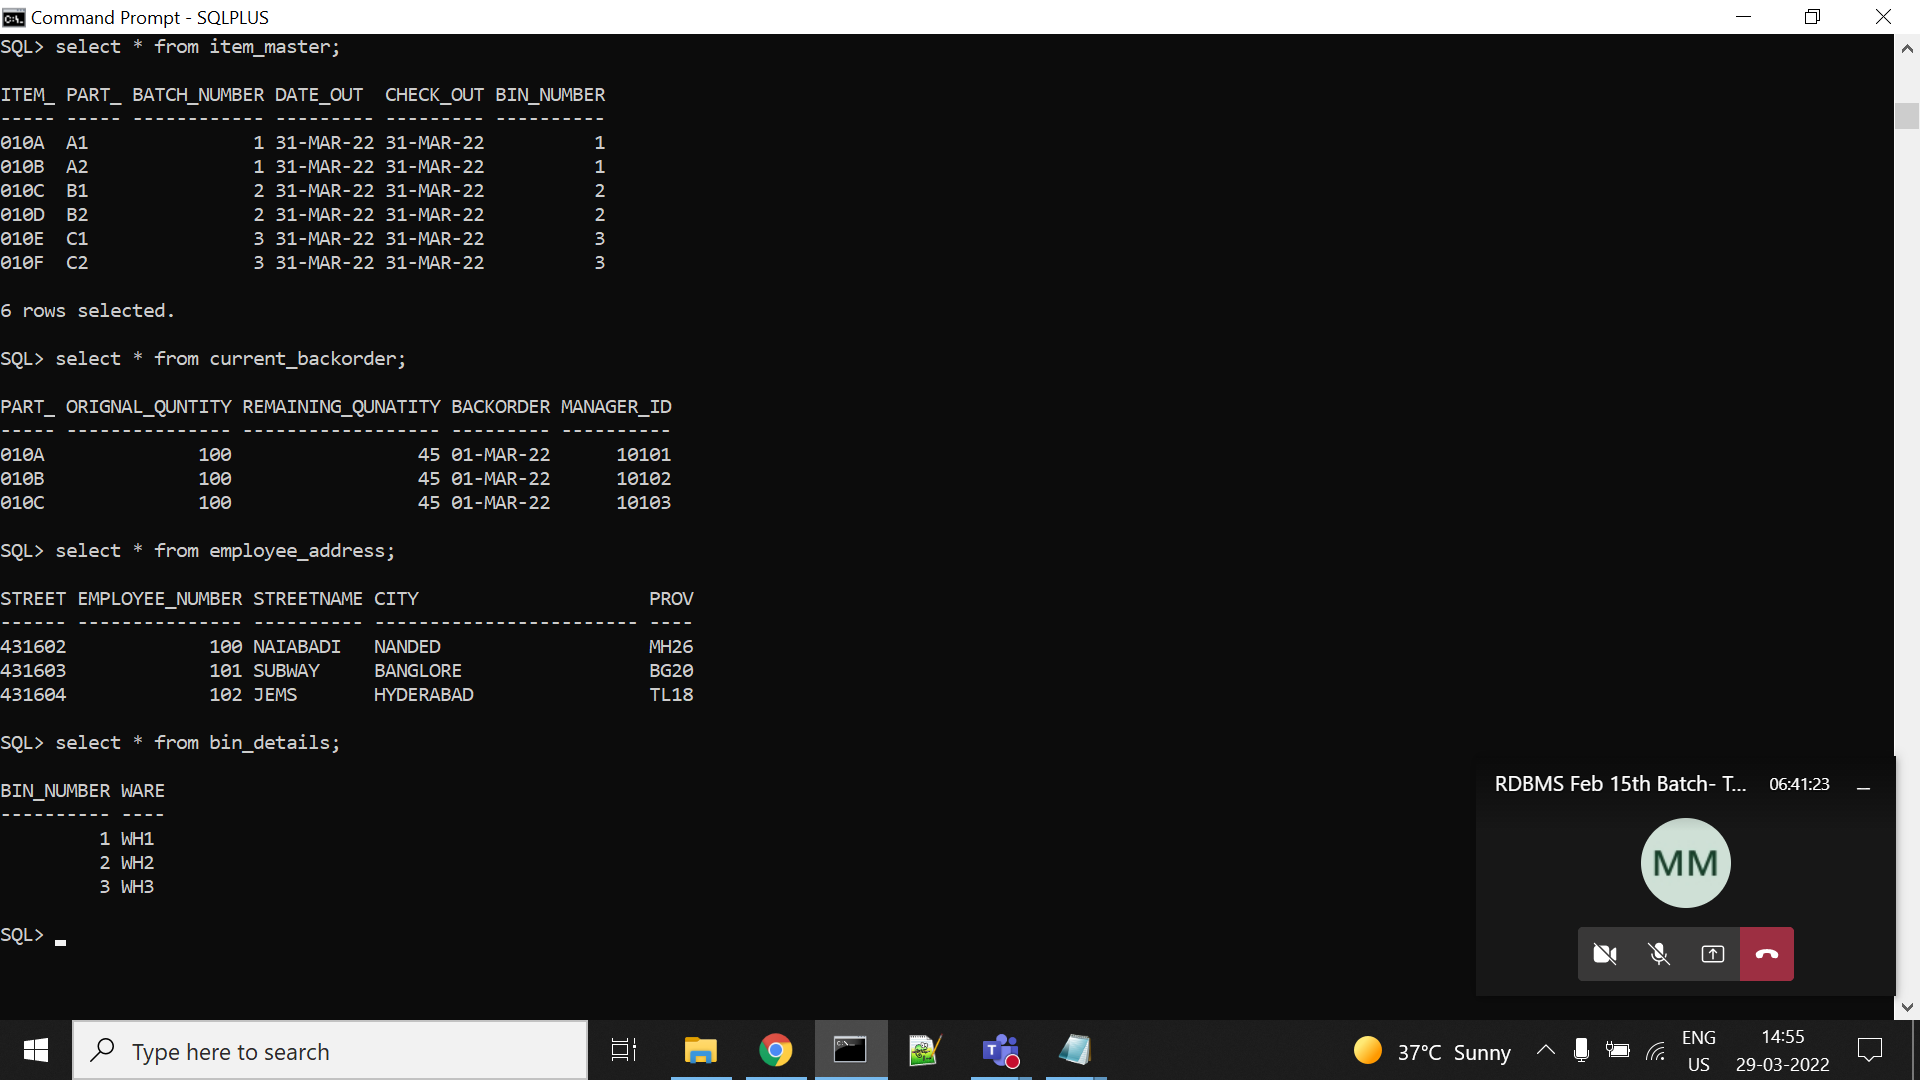 Command Prompt - SQLPLUS
SQL> select * from item_master;
ITEM_ PART_ BATCH_NUMBER DATE_OUT  CHECK_OUT BIN_NUMBER
----- ----- ------------ --------- --------- ----------
010A  A1               1 31-MAR-22 31-MAR-22          1
010B  A2               1 31-MAR-22 31-MAR-22          1
010C  B1               2 31-MAR-22 31-MAR-22          2
010D  B2               2 31-MAR-22 31-MAR-22          2
010E  C1               3 31-MAR-22 31-MAR-22          3
010F  C2               3 31-MAR-22 31-MAR-22          3
6 rows selected.
SQL> select * from current_backorder;
PART_ ORIGNAL_QUNTITY REMAINING_QUNATITY BACKORDER MANAGER_ID
----- --------------- ------------------ --------- ----------
010A              100                 45 01-MAR-22      10101
010B              100                 45 01-MAR-22      10102
010C              100                 45 01-MAR-22      10103
SQL> select * from employee_address;
STREET EMPLOYEE_NUMBER STREETNAME CITY                     PROV
------ --------------- ---------- ------------------------ ----
431602             100 NAIABADI   NANDED                   MH26
431603             101 SUBWAY     BANGLORE                 BG20
431604             102 JEMS       HYDERABAD                TL18
SQL> select * from bin_details;
BIN_NUMBER WARE
---------- ----
         1 WH1
         2 WH2
         3 WH3
SQL>
RDBMS Feb 15th Batch- T... 06:41:23
MM
Type here to search
37°C Sunny
ENG
US
14:55
29-03-2022